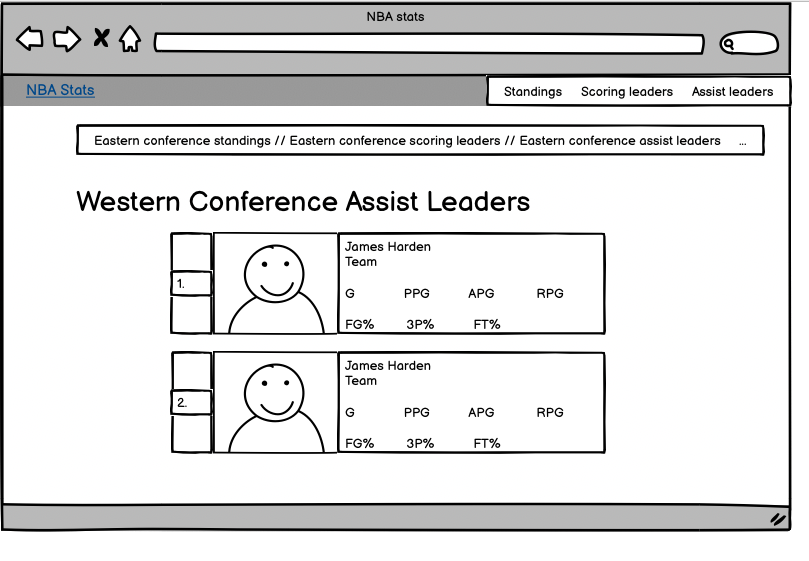 NBA stats
NBA Stats
Standings Scoring leaders Assist leaders
Eastern conference standings // Eastern conference scoring leaders // Eastern conference assist leaders ...
Western Conference Assist Leaders
1.
James Harden
Team
G PPG APG RPG
FG% 3P% FT%
2.
James Harden
Team
G PPG APG RPG
FG% 3P% FT%